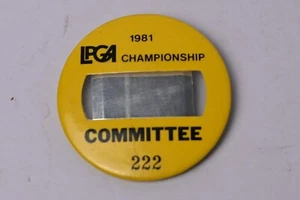 1981
LPGA CHAMPIONSHIP
COMMITTEE
222